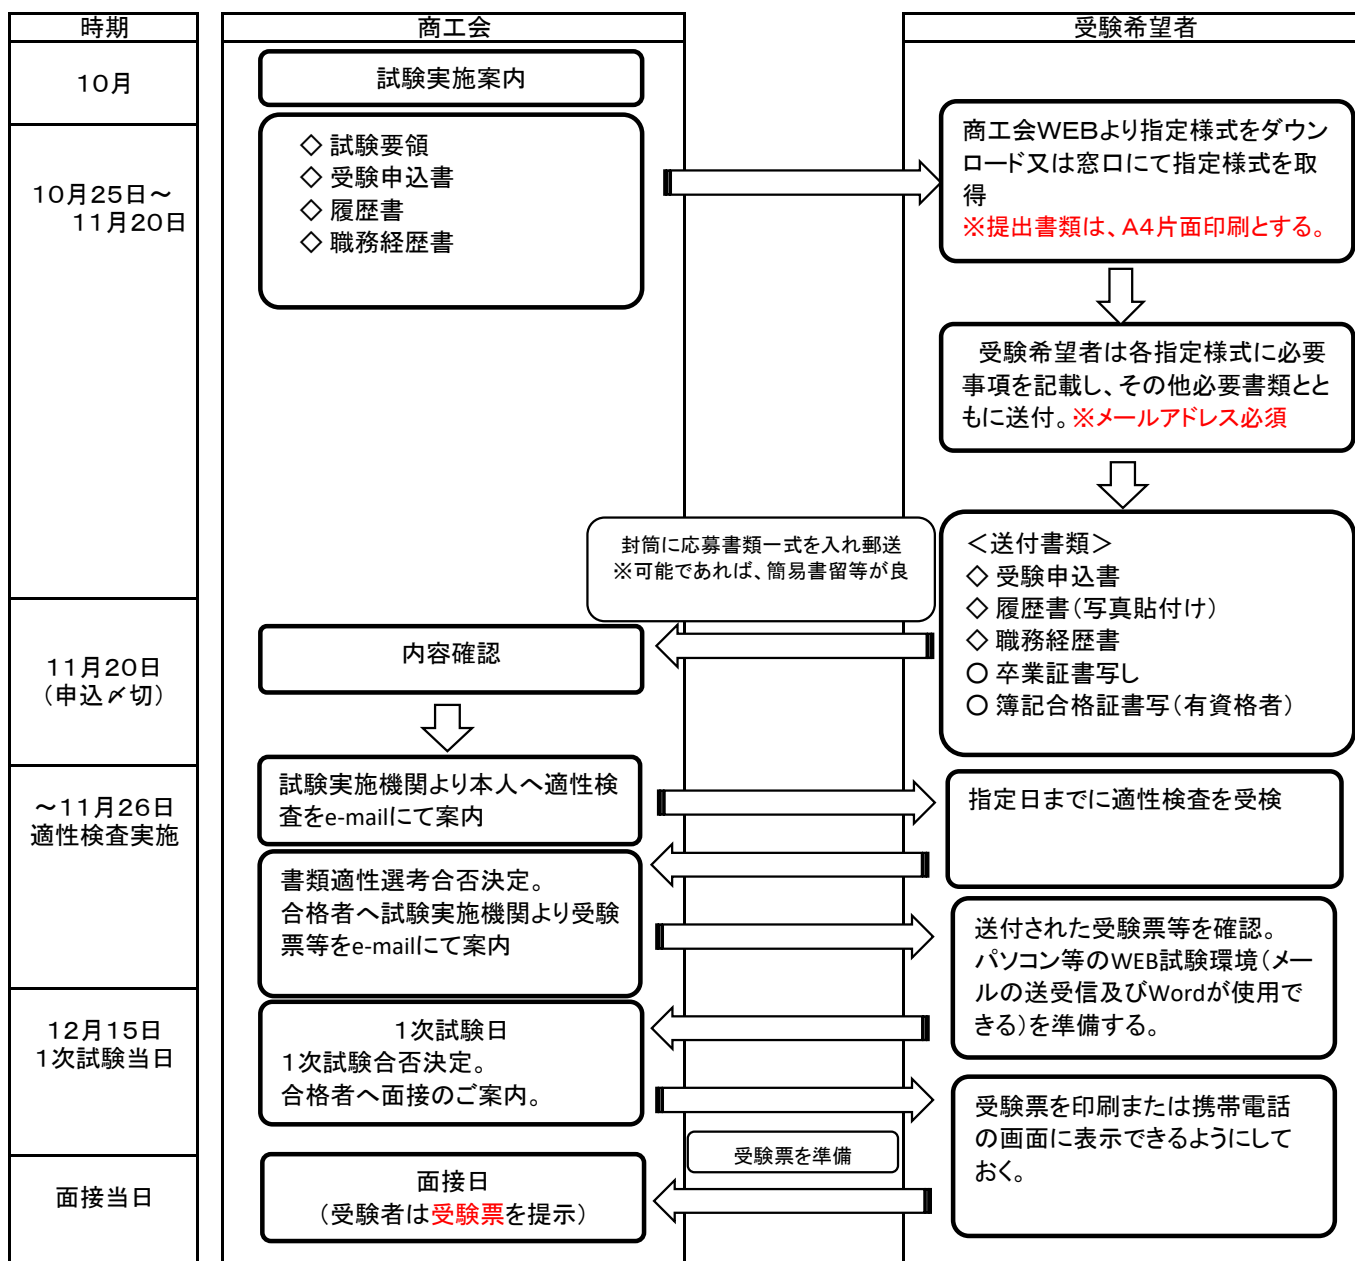 時期
商工会
受験希望者
10月
試験実施案内
10月25日～
11月20日
◇ 試験要領
◇ 受験申込書
◇ 履歴書
◇ 職務経歴書
商工会WEBより指定様式をダウン
ロード又は窓口にて指定様式を取
得
※提出書類は、A4片面印刷とする。
受験希望者は各指定様式に必要
事項を記載し、その他必要書類とと
もに送付。※メールアドレス必須
封筒に応募書類一式を入れ郵送
※可能であれば、簡易書留等が良
＜送付書類＞
◇ 受験申込書
◇ 履歴書（写真貼付け）
◇ 職務経歴書
○ 卒業証書写し
○ 簿記合格証書写（有資格者）
11月20日
（申込〆切）
内容確認
～11月26日
適性検査実施
試験実施機関より本人へ適性検
査をe-mailにて案内
指定日までに適性検査を受検
書類適性選考合否決定。
合格者へ試験実施機関より受験
票等をe-mailにて案内
送付された受験票等を確認。
パソコン等のWEB試験環境（メー
ルの送受信及びWordが使用で
きる）を準備する。
12月15日
1次試験当日
1次試験日
1次試験合否決定。
合格者へ面接のご案内。
受験票を印刷または携帯電話
の画面に表示できるようにして
おく。
受験票を準備
面接当日
面接日
（受験者は受験票を提示）